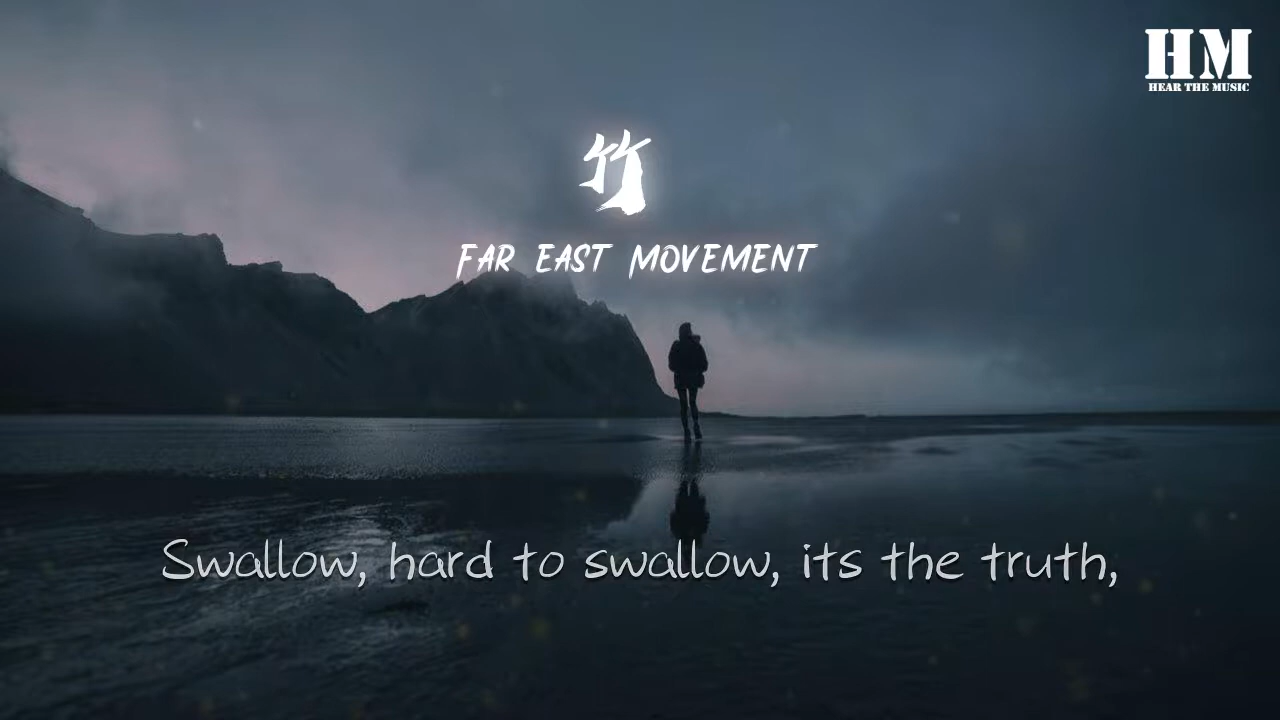 HM
HEAR THE MUSIC
竹
FAR EAST MOVEMENT
Swallow, hard to swallow, its the truth,